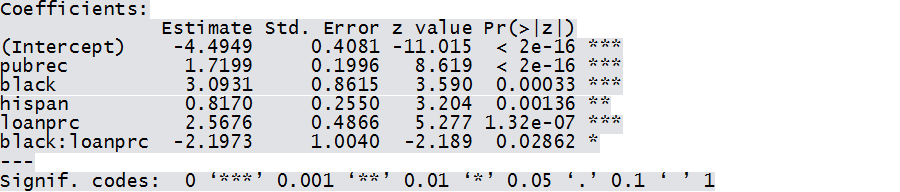 Coefficients:
              Estimate Std. Error z value Pr(>|z|)
(Intercept)    -4.4949     0.4081 -11.015  < 2e-16 ***
pubrec          1.7199     0.1996   8.619  < 2e-16 ***
black           3.0931     0.8615   3.590  0.00033 ***
hispan          0.8170     0.2550   3.204  0.00136 **
loanprc         2.5676     0.4866   5.277 1.32e-07 ***
black:loanprc  -2.1973     1.0040  -2.189  0.02862 *
---
Signif. codes:  0 ‘***’ 0.001 ‘**’ 0.01 ‘*’ 0.05 ‘.’ 0.1 ‘ ’ 1